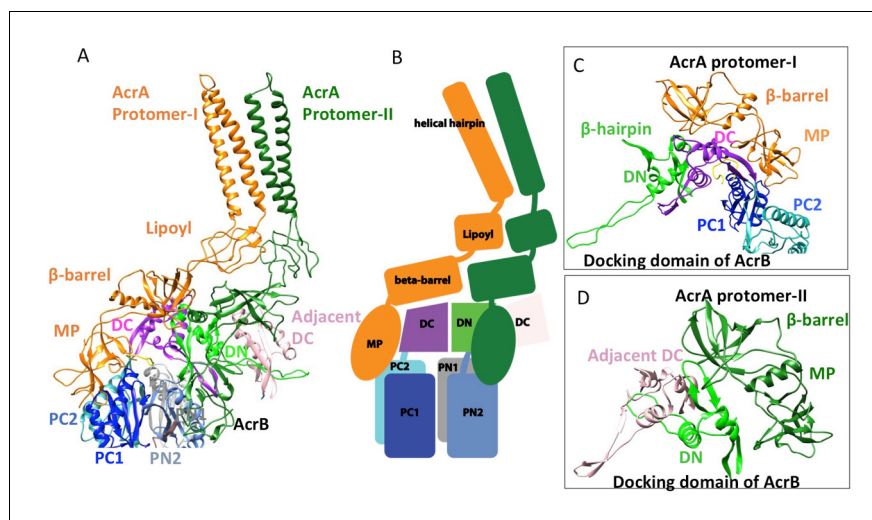 A
AcrA
Protomer-I
AcrA
Protomer-II
Lipoyl
β-barrel
MP
DC
DN
Adjacent
DC
PC2
PC1
PN2
AcrB
B
helical hairpin
Lipoyl
beta-barrel
MP
DC
DN
DC
PC2
PN1
PC1
PN2
C
AcrA protomer-I
β-barrel
β-hairpin
DC
MP
DN
PC1
PC2
Docking domain of AcrB
D
AcrA protomer-II
β-barrel
Adjacent DC
MP
DN
Docking domain of AcrB